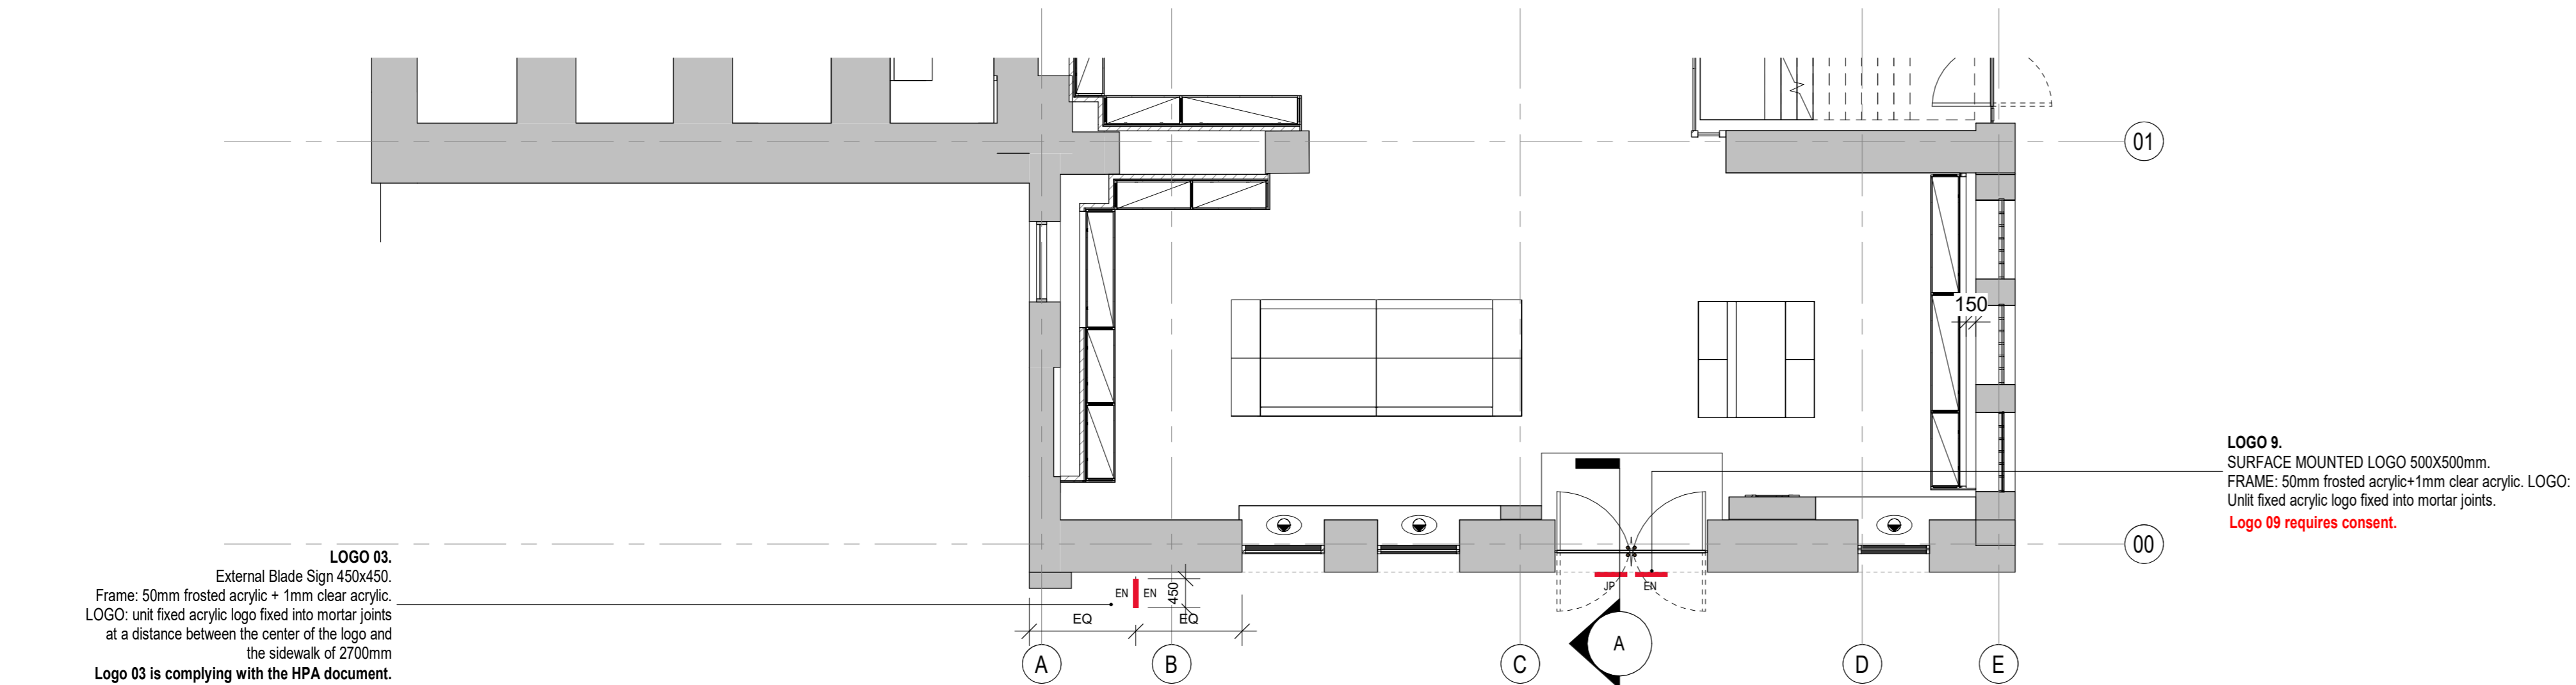 01
150
LOGO 9.
SURFACE MOUNTED LOGO 500X500mm.
FRAME: 50mm frosted acrylic+1mm clear acrylic. LOGO:
Unlit fixed acrylic logo fixed into mortar joints.
Logo 09 requires consent.
00
LOGO 03.
External Blade Sign 450x450.
Frame: 50mm frosted acrylic + 1mm clear acrylic.
LOGO: unit fixed acrylic logo fixed into mortar joints
at a distance between the center of the logo and
the sidewalk of 2700mm
Logo 03 is complying with the HPA document.
EN
EN
450
EQ
EQ
JP
EN
A
A
B
C
D
E